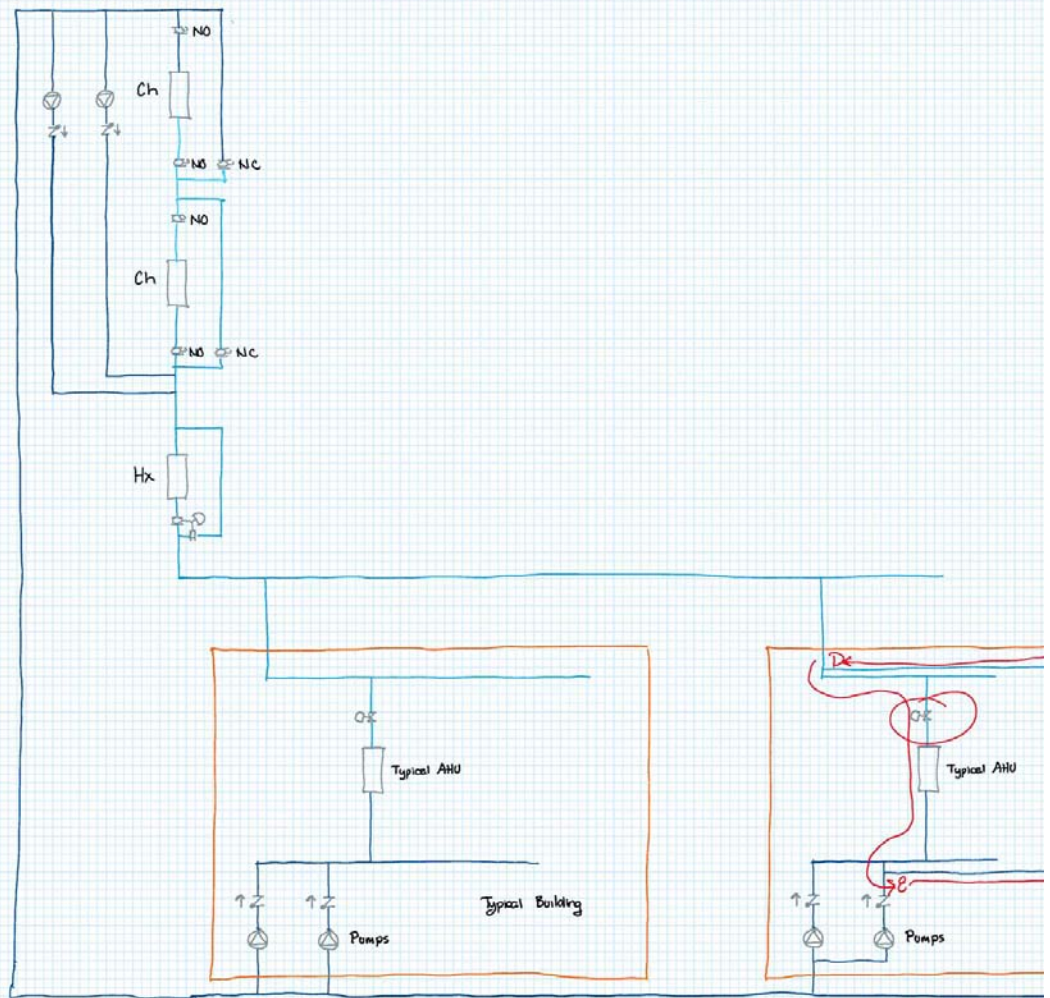 NO
Ch
NO
NC
NO
Ch
NO
NC
Hx
D
Typical AHU
Typical AHU
E
Typical Building
Pumps
Pumps